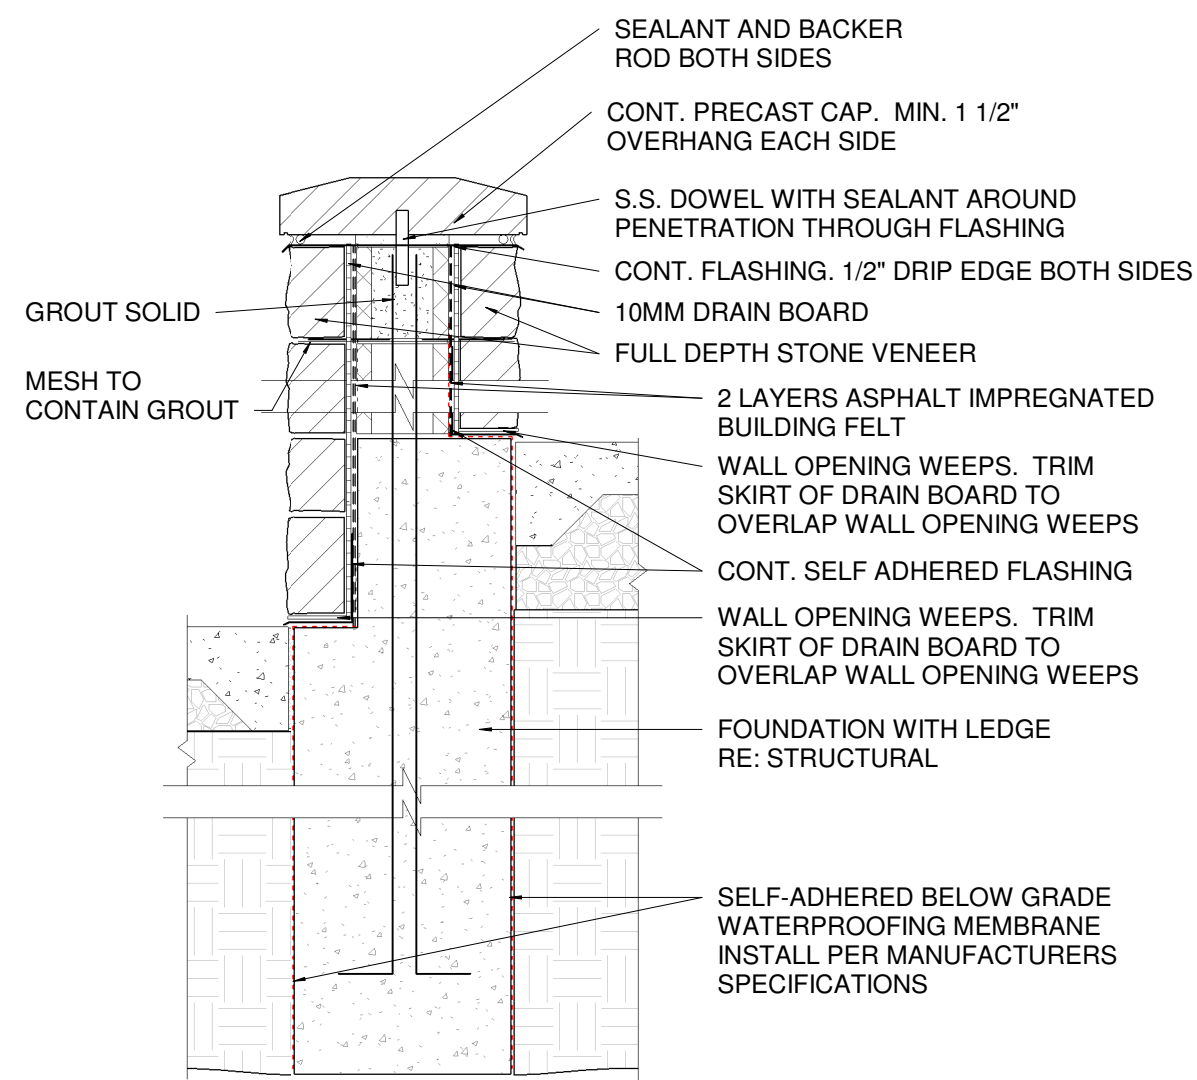 SEALANT AND BACKER
ROD BOTH SIDES
CONT. PRECAST CAP.  MIN. 1 1/2"
OVERHANG EACH SIDE
S.S. DOWEL WITH SEALANT AROUND
PENETRATION THROUGH FLASHING
CONT. FLASHING. 1/2" DRIP EDGE BOTH SIDES
10MM DRAIN BOARD
FULL DEPTH STONE VENEER
GROUT SOLID
MESH TO
CONTAIN GROUT
2 LAYERS ASPHALT IMPREGNATED
BUILDING FELT
WALL OPENING WEEPS.  TRIM
SKIRT OF DRAIN BOARD TO
OVERLAP WALL OPENING WEEPS
CONT. SELF ADHERED FLASHING
WALL OPENING WEEPS.  TRIM
SKIRT OF DRAIN BOARD TO
OVERLAP WALL OPENING WEEPS
FOUNDATION WITH LEDGE
RE: STRUCTURAL
SELF-ADHERED BELOW GRADE
WATERPROOFING MEMBRANE
INSTALL PER MANUFACTURERS
SPECIFICATIONS